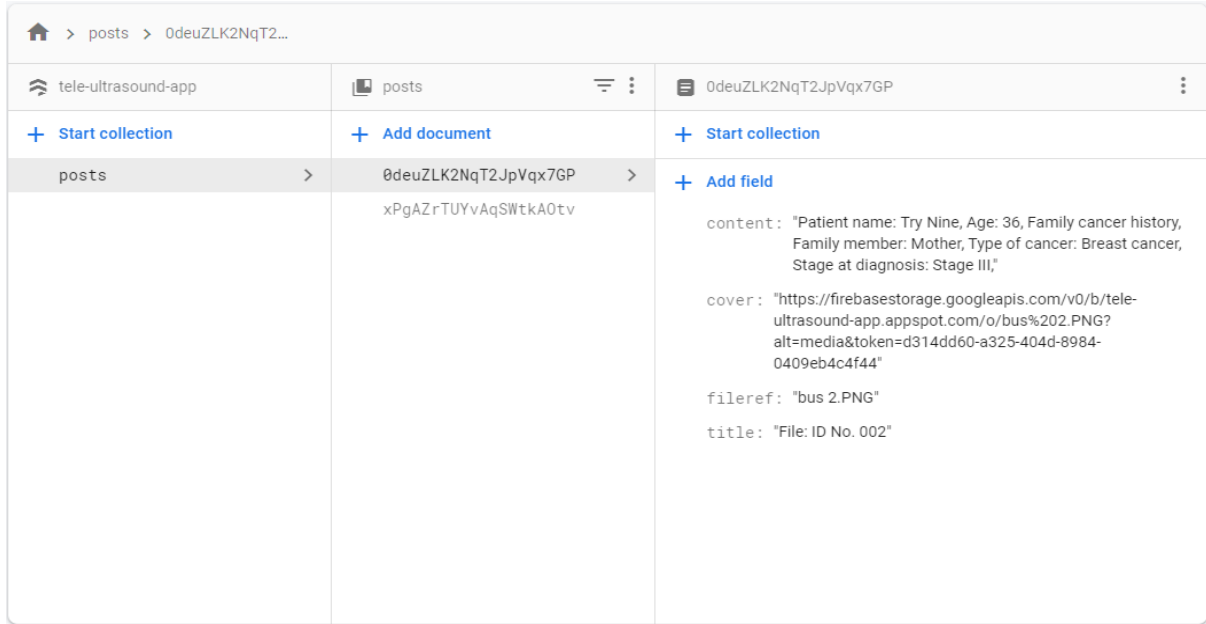 posts > 0deuZLK2NqT2...
tele-ultrasound-app
posts
0deuZLK2NqT2JpVqx7GP
+ Start collection
+ Add document
+ Start collection
posts
0deuZLK2NqT2JpVqx7GP
xPgAZrTUYvAqSWtkAOtv
+ Add field
content: "Patient name: Try Nine, Age: 36, Family cancer history,
Family member: Mother, Type of cancer: Breast cancer,
Stage at diagnosis: Stage III,"
cover: "https://firebasestorage.googleapis.com/v0/b/tele-
ultrasound-app.appspot.com/o/bus%202.PNG?
alt=media&token=d314dd60-a325-404d-8984-
0409eb4c4f44"
fileref: "bus 2.PNG"
title: "File: ID No. 002"